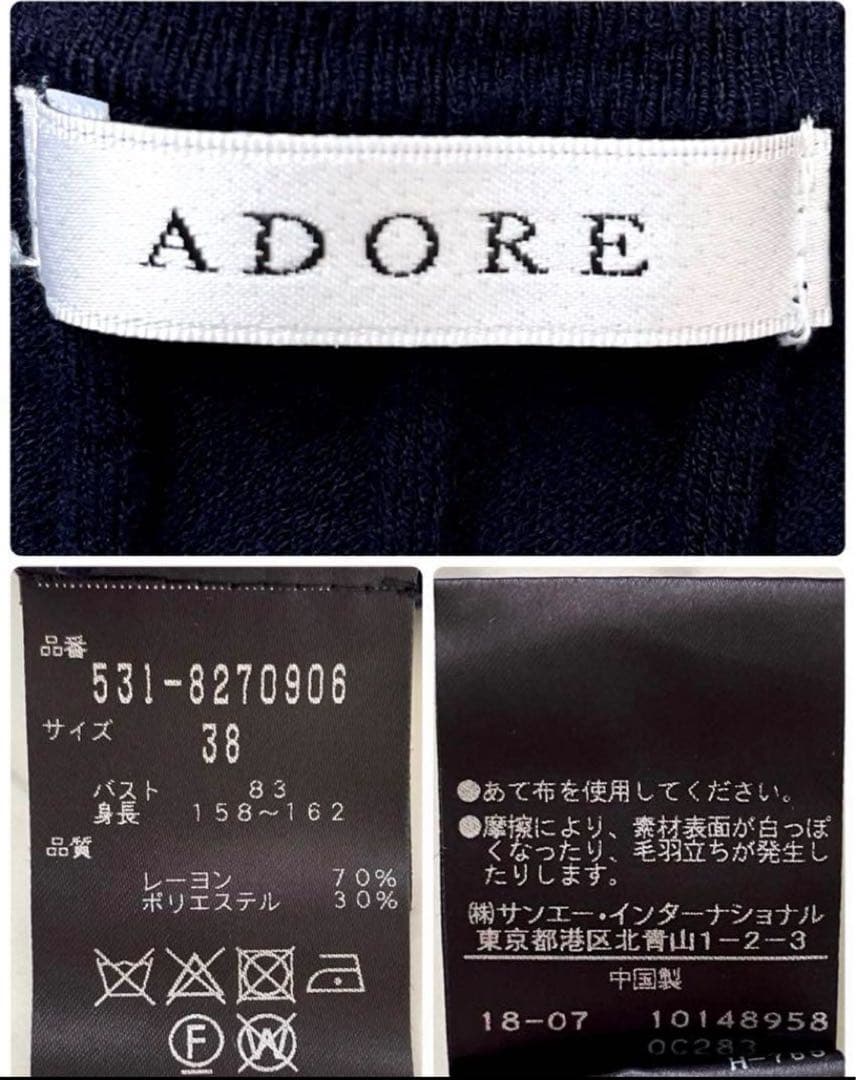 ADORE
品番
531-8270906
サイズ
38
バスト 83
身長 158～162
品質
レーヨン 70%
ポリエステル 30%
F
W
●あて布を使用してください。
●摩擦により、素材表面が白っぽ
くなったり、毛羽立ちが発生し
たりします。
㈱サンエー・インターナショナル
東京都港区北青山1-2-3
中国製
18-07 10148958
0C283